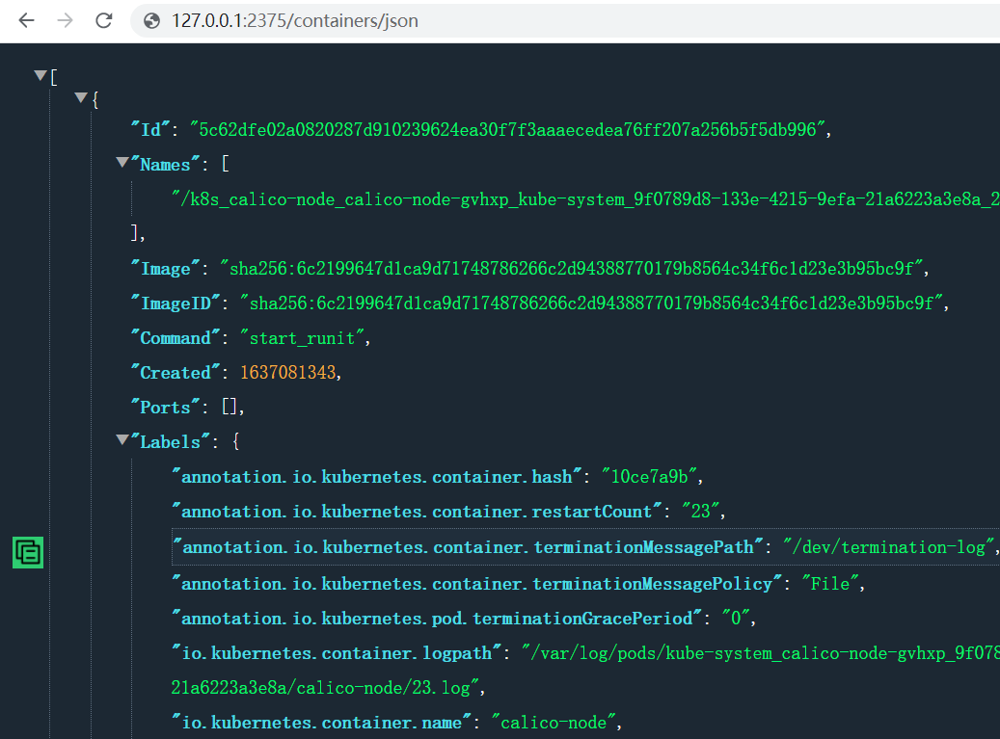 127.0.0.1:2375/containers/json
[
{
"Id": "5c62dfe02a0820287d910239624ea30f7f3aaaecedea76ff207a256b5f5db996",
"Names": [
"/k8s_calico-node_calico-node-gvhxp_kube-system_9f0789d8-133e-4215-9efa-21a6223a3e8a_2
],
"Image": "sha256:6c2199647d1ca9d71748786266c2d94388770179b8564c34f6c1d23e3b95bc9f",
"ImageID": "sha256:6c2199647d1ca9d71748786266c2d94388770179b8564c34f6c1d23e3b95bc9f",
"Command": "start_runit",
"Created": 1637081343,
"Ports": [],
"Labels": {
"annotation.io.kubernetes.container.hash": "10ce7a9b",
"annotation.io.kubernetes.container.restartCount": "23",
"annotation.io.kubernetes.container.terminationMessagePath": "/dev/termination-log",
"annotation.io.kubernetes.container.terminationMessagePolicy": "File",
"annotation.io.kubernetes.pod.terminationGracePeriod": "0",
"io.kubernetes.container.logpath": "/var/log/pods/kube-system_calico-node-gvhxp_9f078
21a6223a3e8a/calico-node/23.log",
"io.kubernetes.container.name": "calico-node",